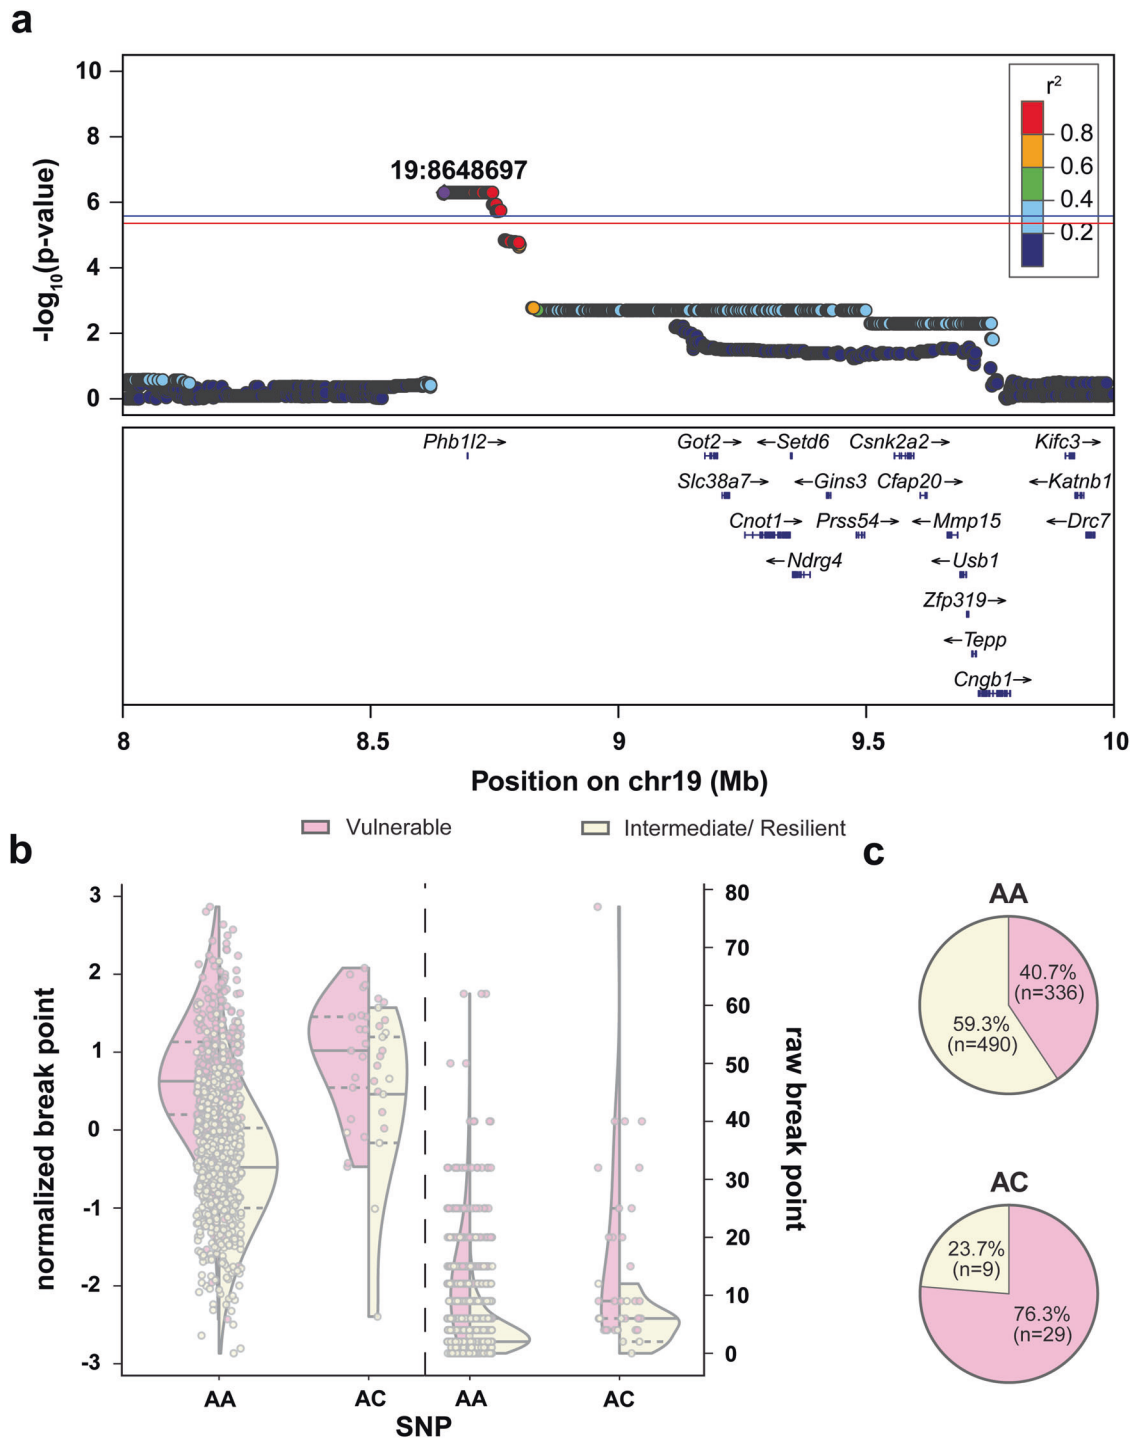 a
10
8
6
4
2
0
-log10(p-value)
19:8648697
r2
0.8
0.6
0.4
0.2
Phb1l2→ Got2→ ←Setd6 Csnk2a2→ Kifc3→
Slc38a7→ ←Gins3 Cfap20→ ←Katnb1
Cnot1→ Prss54→ ←Mmp15 ←Drc7
←Ndrg4 ←Usb1
Zfp319→
←Tepp
Cngb1→
8 8.5 9 9.5 10
Position on chr19 (Mb)
Vulnerable Intermediate/ Resilient
b
normalized break point
3
2
1
0
-1
-2
-3
80
70
60
50
40
30
20
10
0
raw break point
AA AC AA AC
SNP
c
AA
40.7%
(n=336)
59.3%
(n=490)
AC
23.7%
(n=9)
76.3%
(n=29)